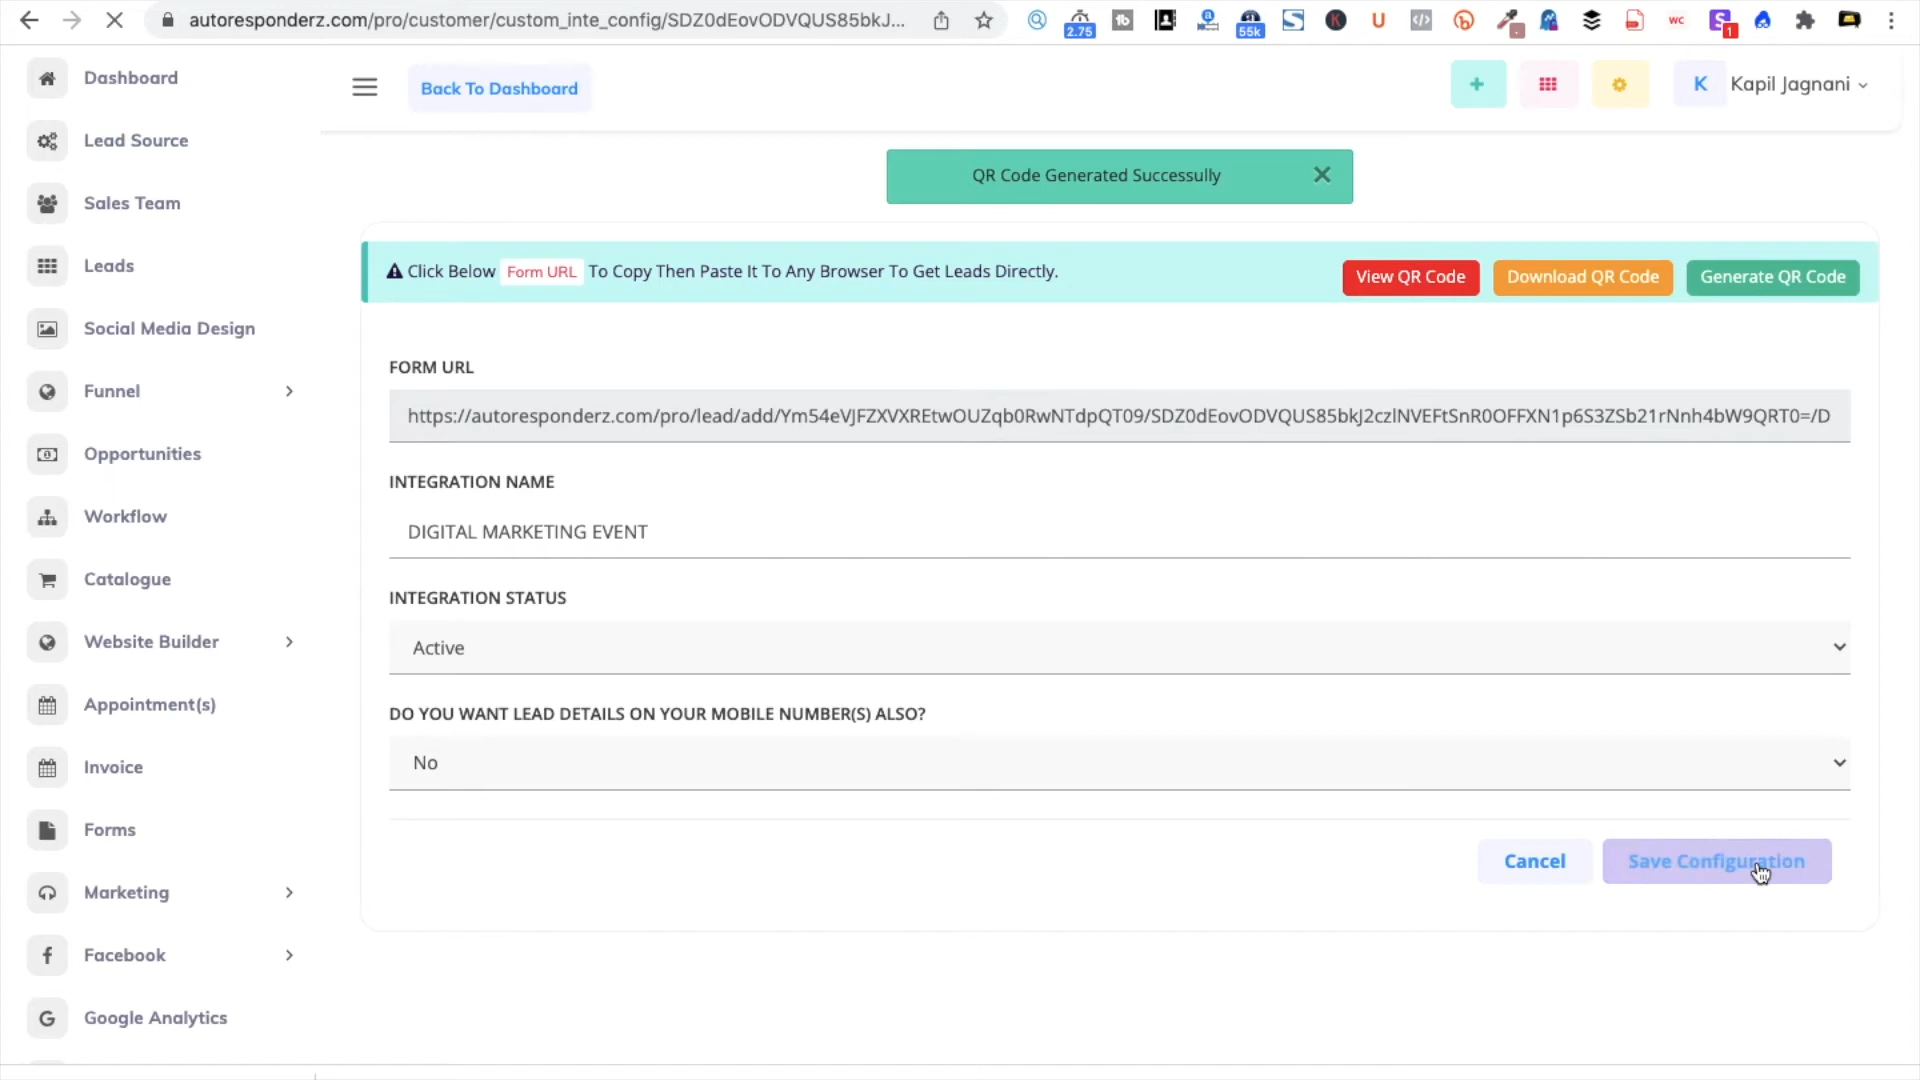 autoresponderz.com/pro/customer/custom_inte_config/SDZ0dEovODVQUS85bkJ...
2.75
55k
1
Dashboard
Lead Source
Sales Team
Leads
Social Media Design
Funnel
Opportunities
Workflow
Catalogue
Website Builder
Appointment(s)
Invoice
Forms
Marketing
Facebook
Google Analytics
Back To Dashboard
K Kapil Jagnani
QR Code Generated Successully
Click Below Form URL To Copy Then Paste It To Any Browser To Get Leads Directly.
View QR Code Download QR Code Generate QR Code
FORM URL
https://autoresponderz.com/pro/lead/add/Ym54eVJFZXVXREtwOUZqb0RwNTdpQT09/SDZ0dEovODVQUS85bkJ2czlNVEFtSnR0OFFXN1p6S3ZSb21rNnh4bW9QRT0=/D
INTEGRATION NAME
DIGITAL MARKETING EVENT
INTEGRATION STATUS
Active
DO YOU WANT LEAD DETAILS ON YOUR MOBILE NUMBER(S) ALSO?
No
Cancel Save Configuration